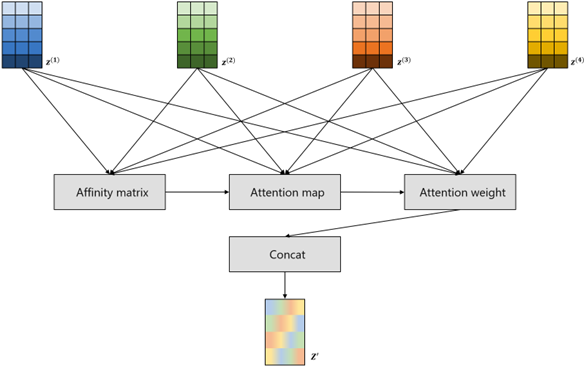 z⁽¹⁾
z⁽²⁾
z⁽³⁾
z⁽⁴⁾
Affinity matrix
Attention map
Attention weight
Concat
Z′